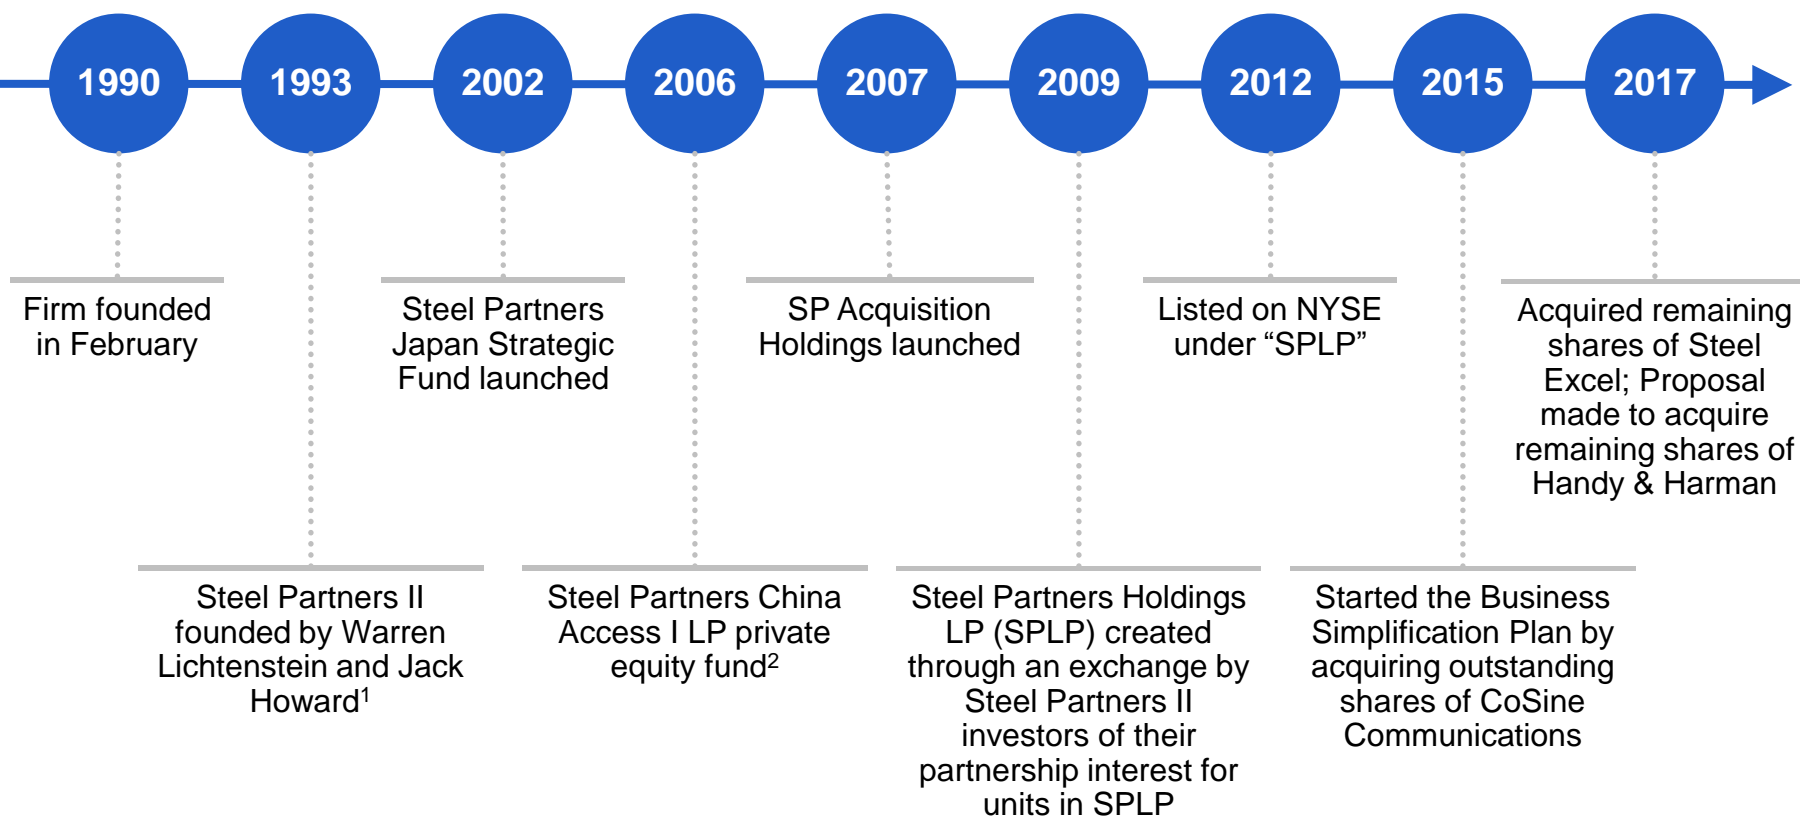 1990
1993
2002
2006
2007
2009
2012
2015
2017
Firm founded
in February
Steel Partners
Japan Strategic
Fund launched
SP Acquisition
Holdings launched
Listed on NYSE
under “SPLP”
Acquired remaining
shares of Steel
Excel; Proposal
made to acquire
remaining shares of
Handy & Harman
Steel Partners II
founded by Warren
Lichtenstein and Jack
Howard¹
Steel Partners China
Access I LP private
equity fund²
Steel Partners Holdings
LP (SPLP) created
through an exchange by
Steel Partners II
investors of their
partnership interest for
units in SPLP
Started the Business
Simplification Plan by
acquiring outstanding
shares of CoSine
Communications